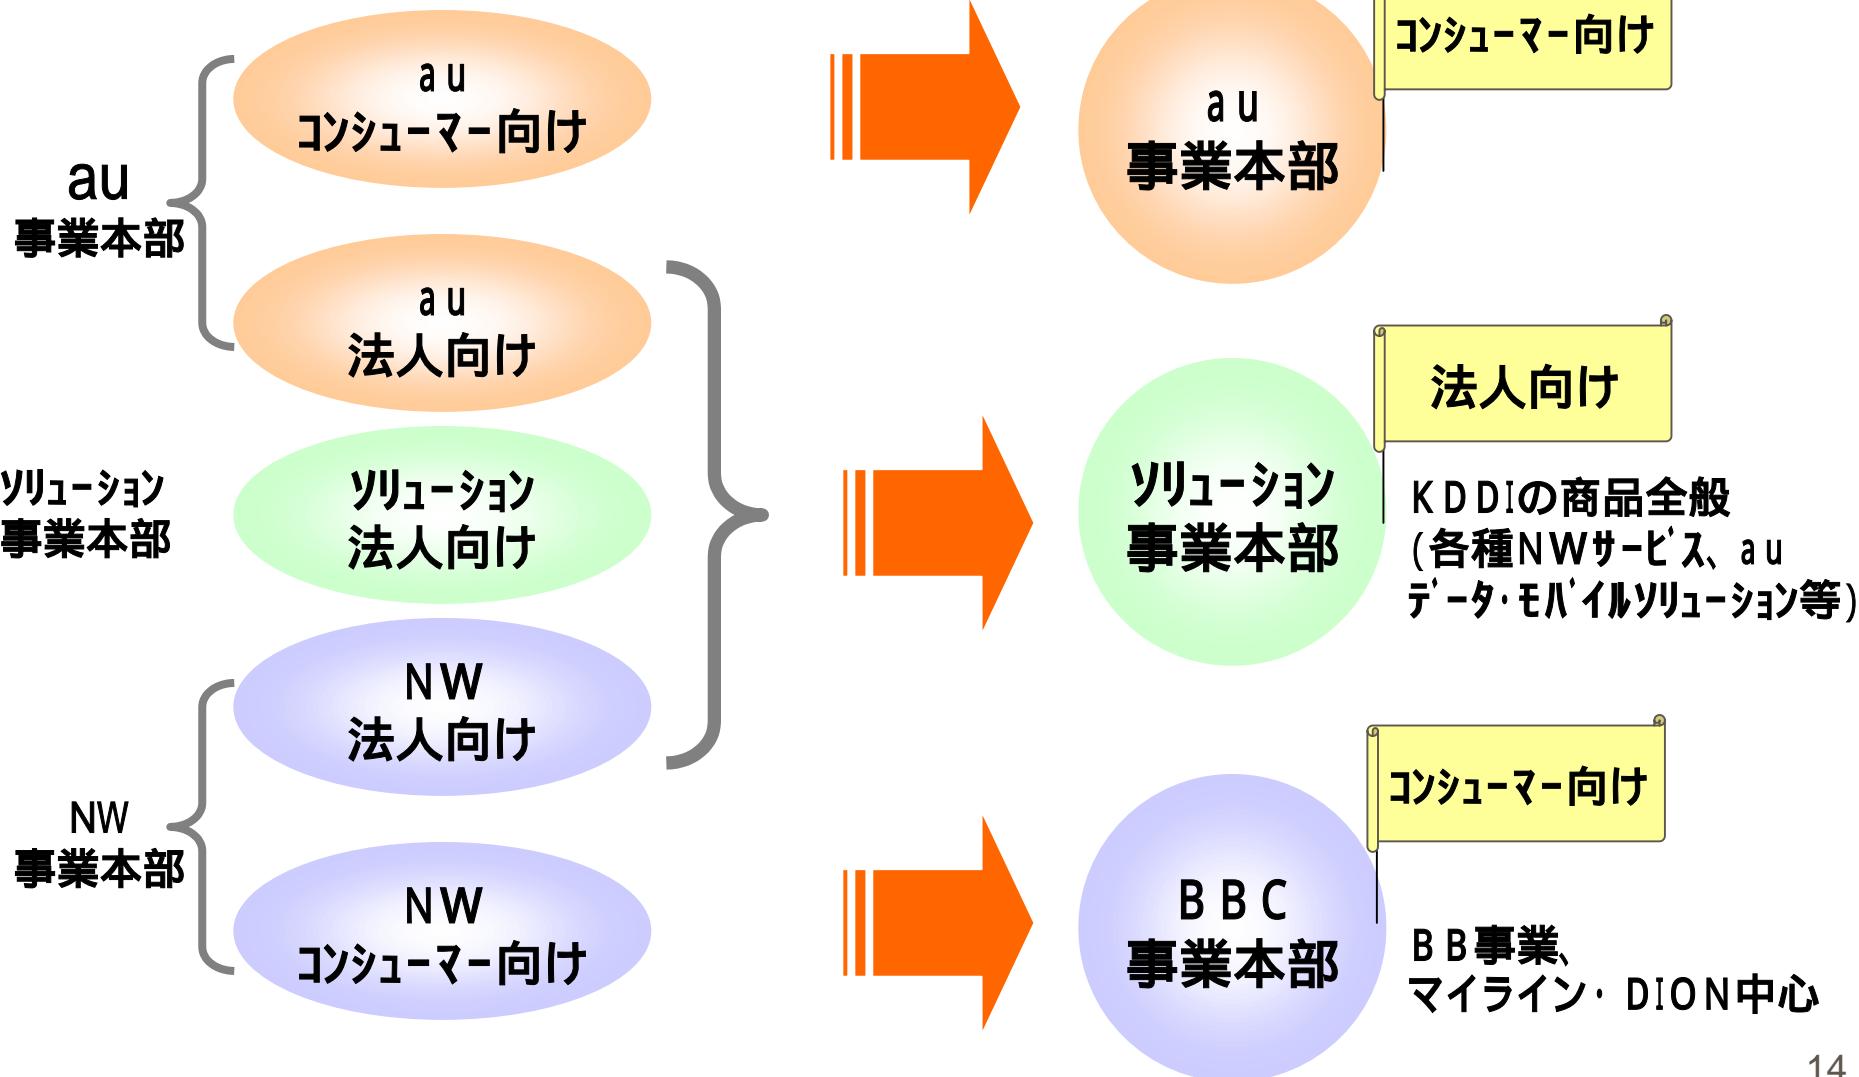 au
事業本部
ソリューション
事業本部
NW
事業本部
au
コンシューマー向け
au
法人向け
ソリューション
法人向け
NW
法人向け
NW
コンシューマー向け
au
事業本部
コンシューマー向け
ソリューション
事業本部
法人向け
KDDIの商品全般
(各種NWサービス、au
データ・モバイルソリューション等)
BBC
事業本部
コンシューマー向け
BB事業、
マイライン・DION中心
14